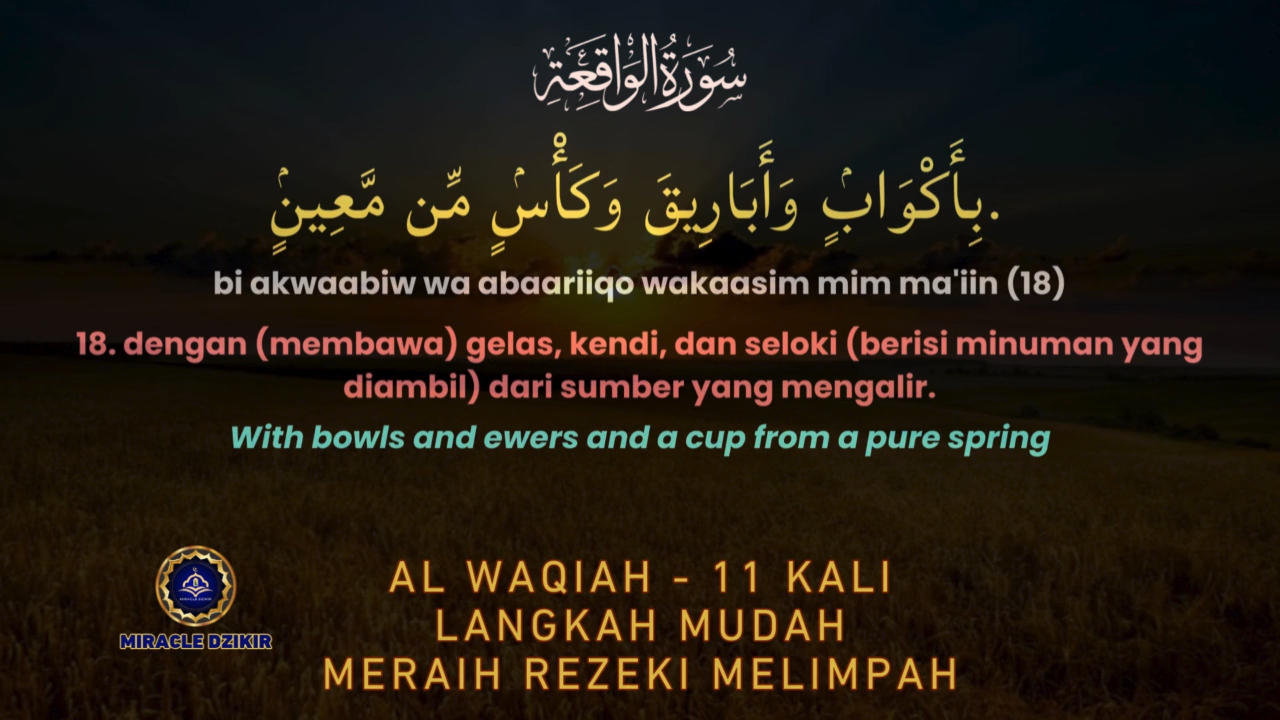 سُورَةُ الوَاقِعَةِ
بِأَكْوَابٍۢ وَأَبَارِيقَ وَكَأْسٍۢ مِّن مَّعِينٍۢ.
bi akwaabiw wa abaariiqo wakaasim mim ma'iin (18)
18. dengan (membawa) gelas, kendi, dan seloki (berisi minuman yang
diambil) dari sumber yang mengalir.
With bowls and ewers and a cup from a pure spring
MIRACLE DZIKIR
MIRACLE DZIKIR
AL WAQIAH - 11 KALI
LANGKAH MUDAH
MERAIH REZEKI MELIMPAH